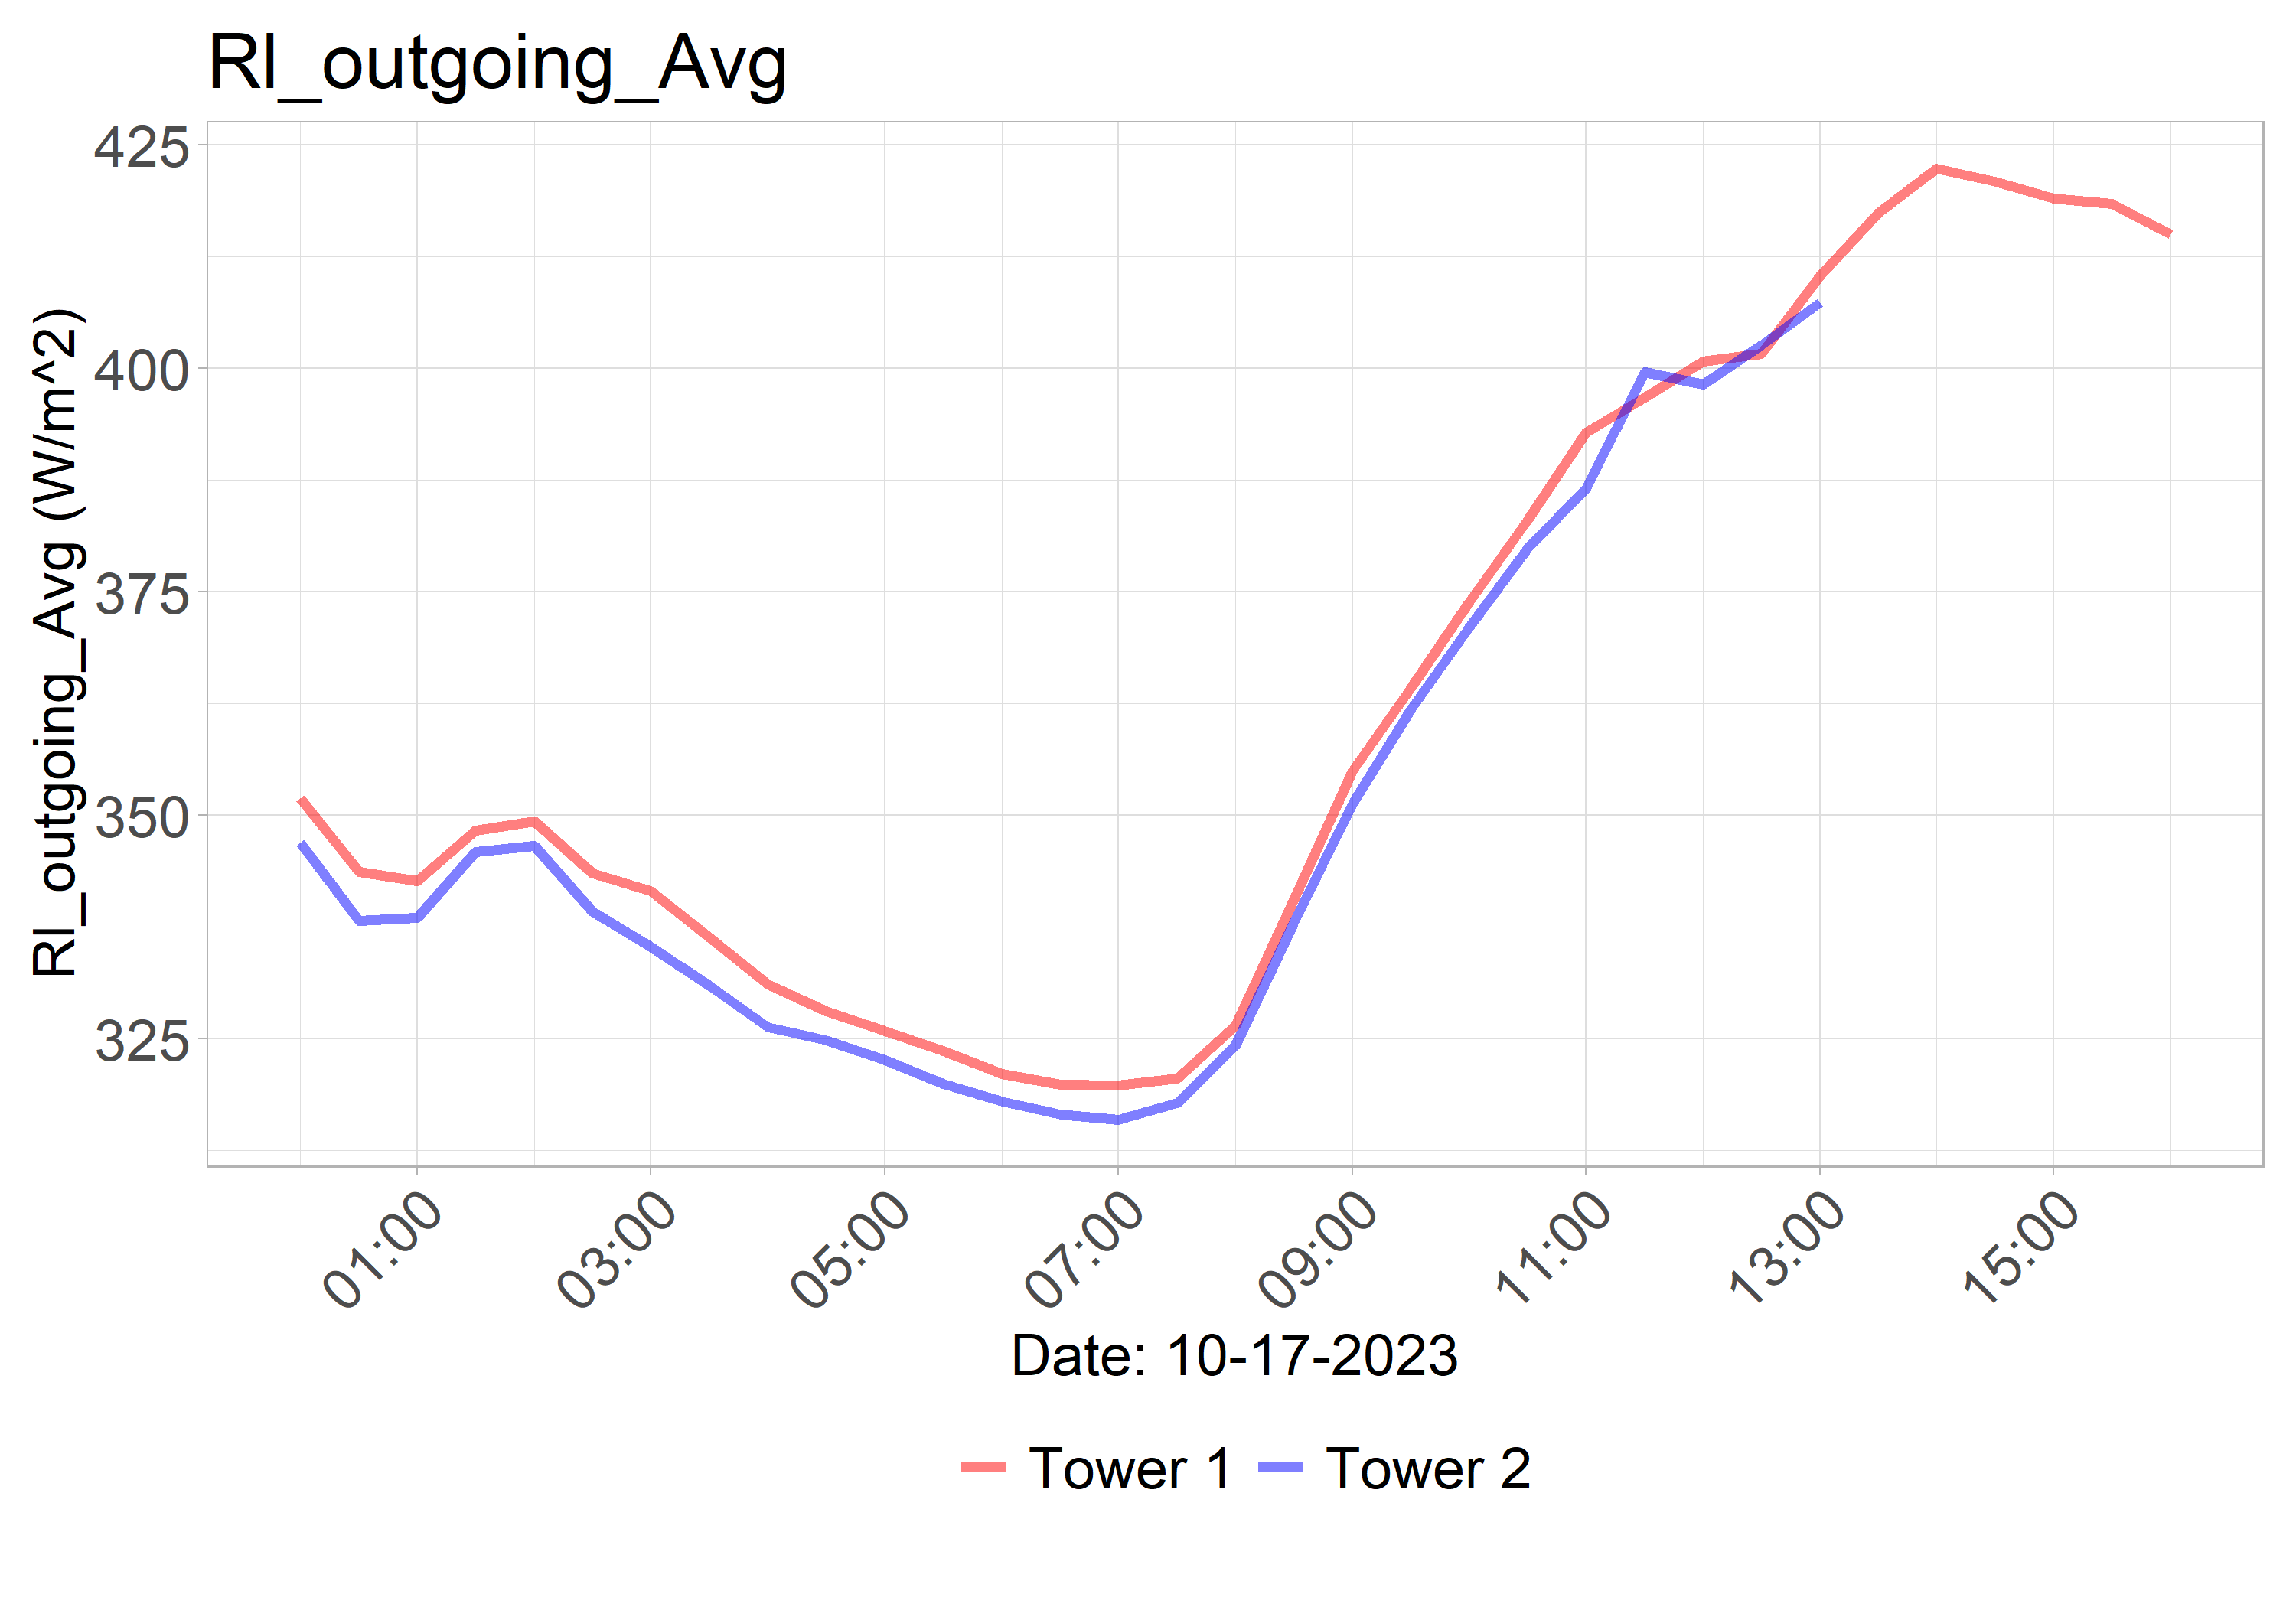 Rl_outgoing_Avg
Rl_outgoing_Avg (W/m^2)
425
400
375
350
325
01:00 03:00 05:00 07:00 09:00 11:00 13:00 15:00
Date: 10-17-2023
Tower 1 Tower 2